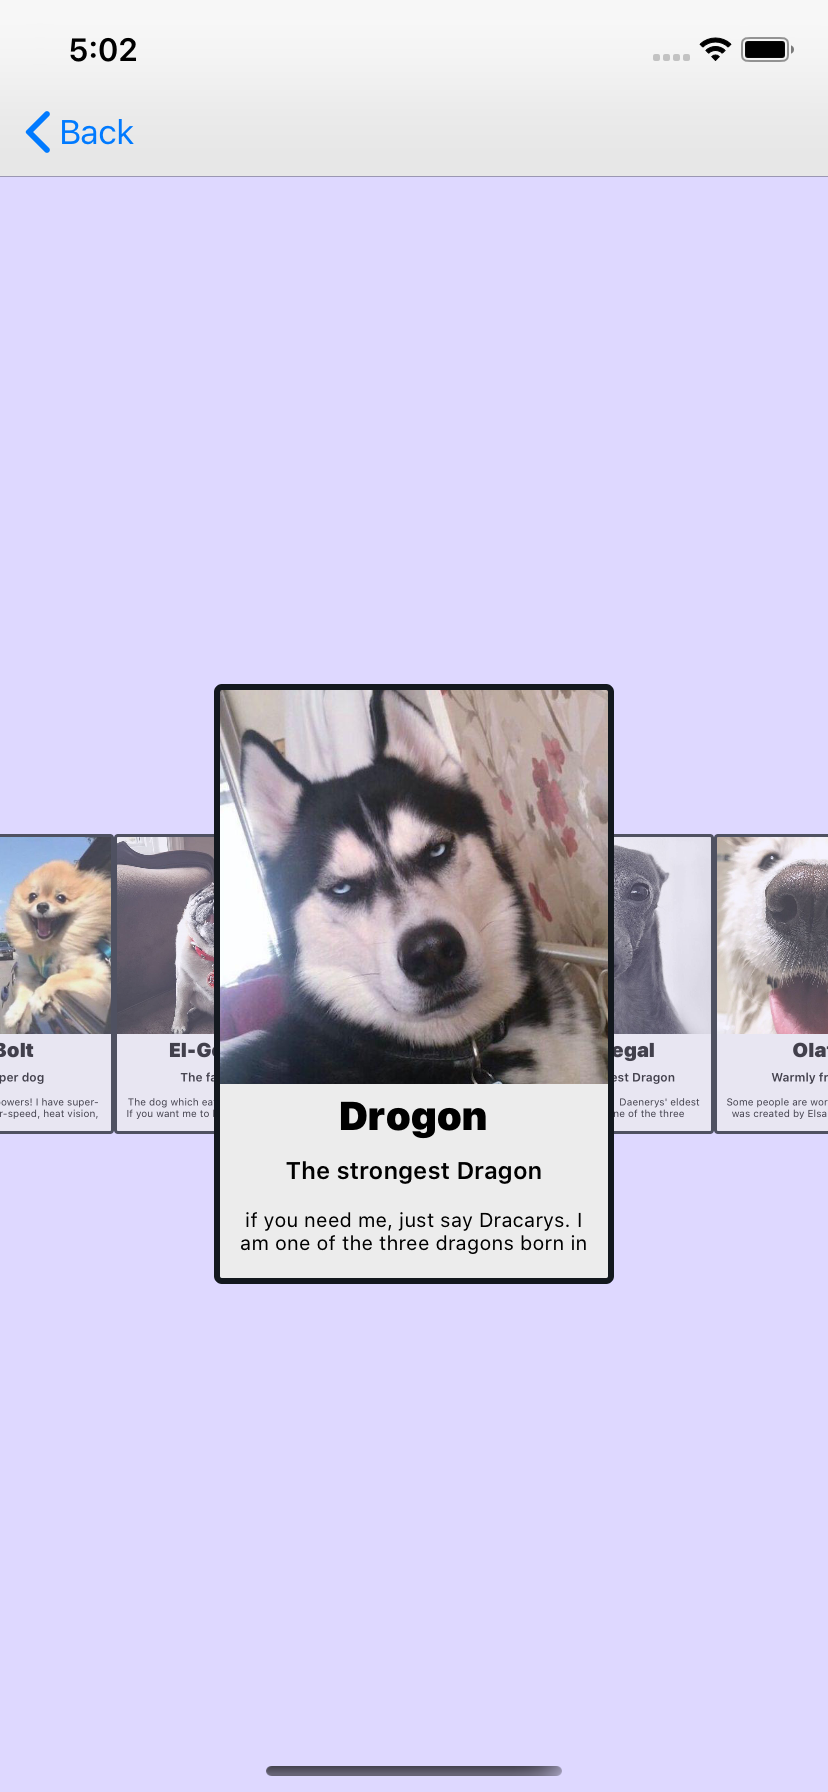 5:02
Back
Bolt
per dog
owers! I have super-
r-speed, heat vision,
El-Ge
The fa
The dog which ea
If you want me to
Drogon
The strongest Dragon
if you need me, just say Dracarys. I
am one of the three dragons born in
egal
est Dragon
Daenerys' eldest
ne of the three
Ola
Warmly fr
Some people are wor
was created by Elsa